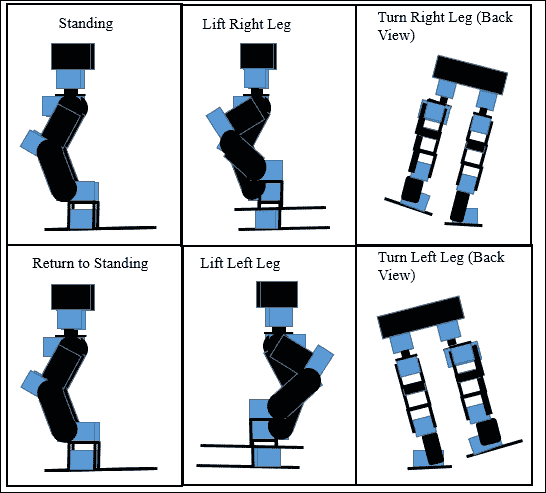 Standing
Lift Right Leg
Turn Right Leg (Back
View)
Return to Standing
Lift Left Leg
Turn Left Leg (Back
View)